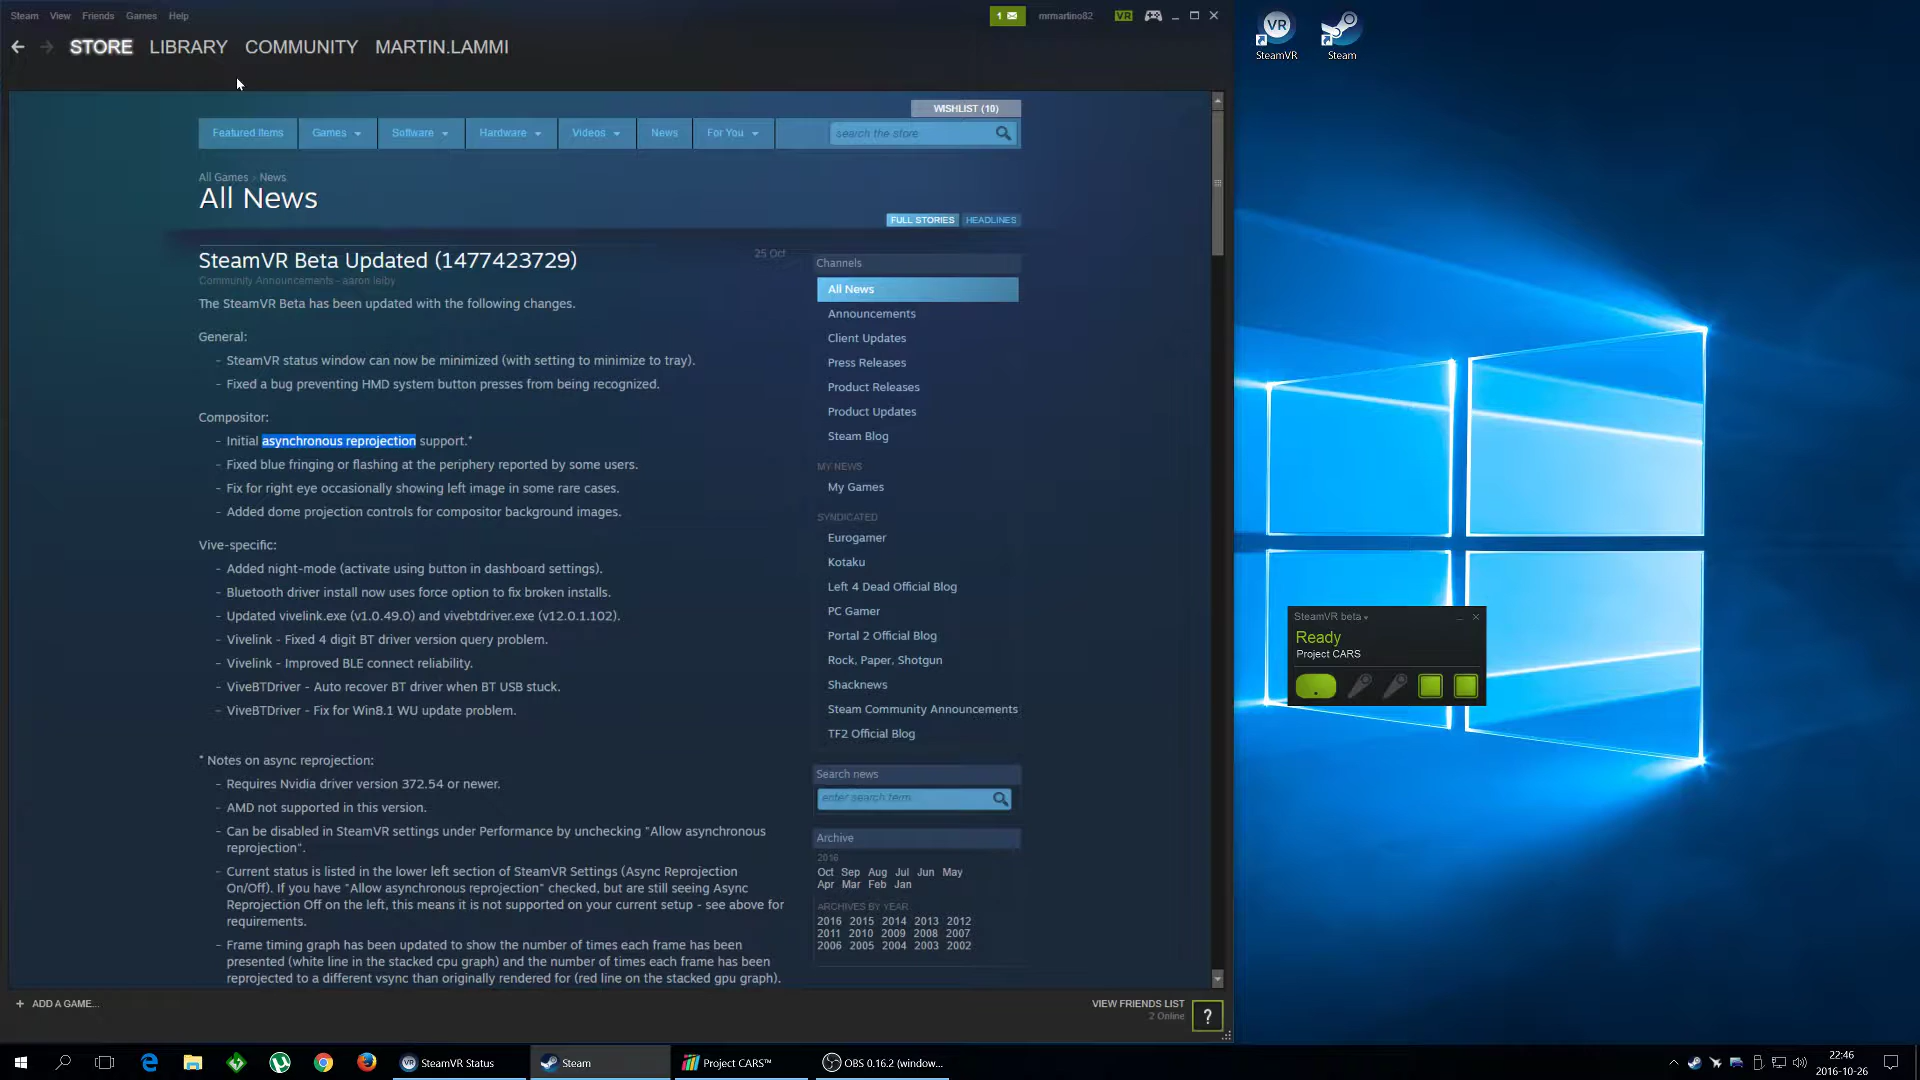 Steam View Friends Games Help
1 mrmartino82 VR
STORE LIBRARY COMMUNITY MARTIN.LAMMI
VR SteamVR Steam
WISHLIST (10)
Featured Items Games Software Hardware Videos News For You search the store
All Games › News
All News
FULL STORIES HEADLINES
SteamVR Beta Updated (1477423729)
25 Oct
Community Announcements - aaron leiby
The SteamVR Beta has been updated with the following changes.
General:
- SteamVR status window can now be minimized (with setting to minimize to tray).
- Fixed a bug preventing HMD system button presses from being recognized.
Compositor:
- Initial asynchronous reprojection support.*
- Fixed blue fringing or flashing at the periphery reported by some users.
- Fix for right eye occasionally showing left image in some rare cases.
- Added dome projection controls for compositor background images.
Vive-specific:
- Added night-mode (activate using button in dashboard settings).
- Bluetooth driver install now uses force option to fix broken installs.
- Updated vivelink.exe (v1.0.49.0) and vivebtdriver.exe (v12.0.1.102).
- Vivelink - Fixed 4 digit BT driver version query problem.
- Vivelink - Improved BLE connect reliability.
- ViveBTDriver - Auto recover BT driver when BT USB stuck.
- ViveBTDriver - Fix for Win8.1 WU update problem.
* Notes on async reprojection:
- Requires Nvidia driver version 372.54 or newer.
- AMD not supported in this version.
- Can be disabled in SteamVR settings under Performance by unchecking "Allow asynchronous
reprojection".
- Current status is listed in the lower left section of SteamVR Settings (Async Reprojection
On/Off). If you have "Allow asynchronous reprojection" checked, but are still seeing Async
Reprojection Off on the left, this means it is not supported on your current setup - see above for
requirements.
- Frame timing graph has been updated to show the number of times each frame has been
presented (white line in the stacked cpu graph) and the number of times each frame has been
reprojected to a different vsync than originally rendered for (red line on the stacked gpu graph).
Channels
All News
Announcements
Client Updates
Press Releases
Product Releases
Product Updates
Steam Blog
MY NEWS
My Games
SYNDICATED
Eurogamer
Kotaku
Left 4 Dead Official Blog
PC Gamer
Portal 2 Official Blog
Rock, Paper, Shotgun
Shacknews
Steam Community Announcements
TF2 Official Blog
Search news
enter search term
Archive
2016
Oct Sep Aug Jul Jun May
Apr Mar Feb Jan
ARCHIVES BY YEAR
2016 2015 2014 2013 2012
2011 2010 2009 2008 2007
2006 2005 2004 2003 2002
SteamVR beta
Ready
Project CARS
+ ADD A GAME...
VIEW FRIENDS LIST
2 Online
?
SteamVR Status Steam Project CARS™ OBS 0.16.2 (window...
22:46
2016-10-26